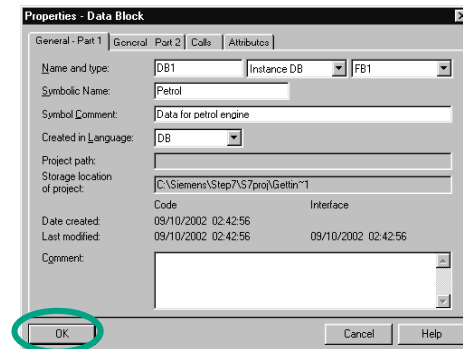 Properties - Data Block
General - Part 1 General Part 2 Calls Attributes
Name and type: DB1 Instance DB FB1
Symbolic Name: Petrol
Symbol Comment: Data for petrol engine
Created in Language: DB
Project path:
Storage location
of project: C:\Siemens\Step7\S7proj\Gettin~1
Code Interface
Date created: 09/10/2002 02:42:56
Last modified: 09/10/2002 02:42:56 09/10/2002 02:42:56
Comment:
OK Cancel Help